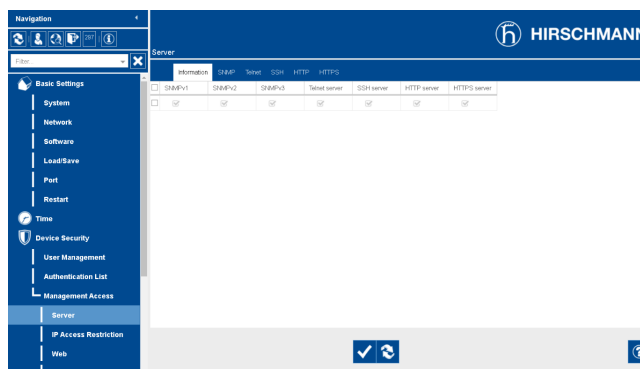 Navigation
297
HIRSCHMANN
Server
Filter...
Information SNMP Telnet SSH HTTP HTTPS
SNMPv1 SNMPv2 SNMPv3 Telnet server SSH server HTTP server HTTPS server
Basic Settings
System
Network
Software
Load/Save
Port
Restart
Time
Device Security
User Management
Authentication List
Management Access
Server
IP Access Restriction
Web